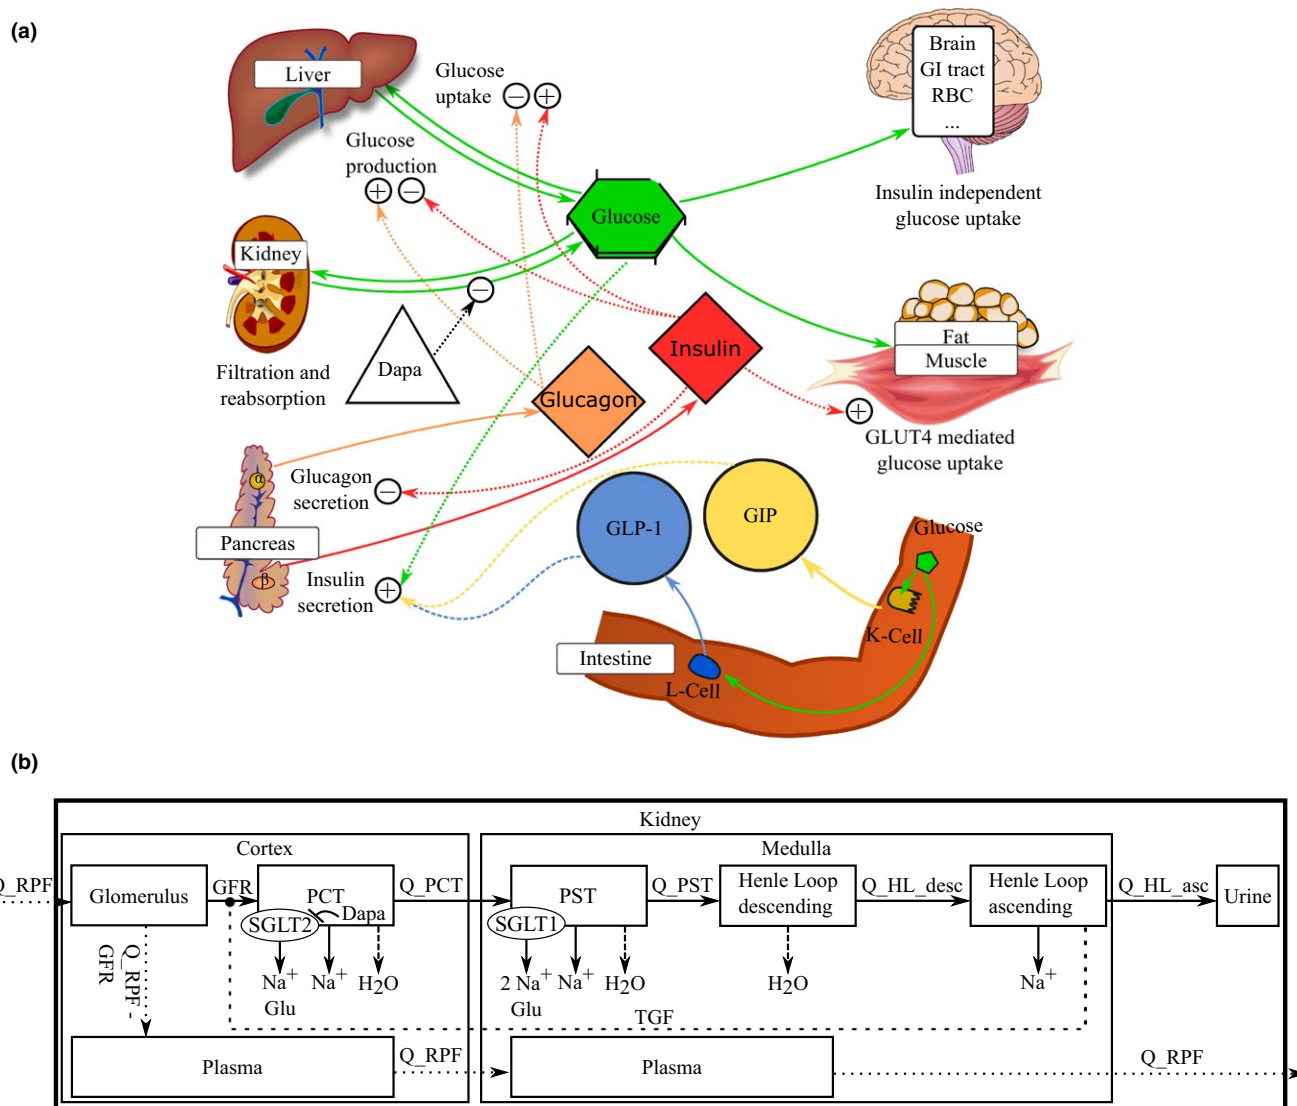 (a)
Liver
Glucose
uptake
− +
Glucose
production
+ −
Brain
GI tract
RBC
...
Insulin independent
glucose uptake
Glucose
Kidney
−
Filtration and
reabsorption
Dapa
Insulin
Glucagon
Fat
Muscle
+
GLUT4 mediated
glucose uptake
α
Glucagon
secretion
−
Pancreas
β
Insulin
secretion
+
GLP-1
GIP
Glucose
K-Cell
Intestine
L-Cell
(b)
Kidney
Cortex
Medulla
Q_RPF
Glomerulus
GFR
PCT
Dapa
SGLT2
Q_PCT
PST
SGLT1
Q_PST
Henle Loop
descending
Q_HL_desc
Henle Loop
ascending
Q_HL_asc
Urine
Q_RPF -
GFR
Na+
Glu
Na+
H2O
2 Na+
Glu
Na+
H2O
H2O
Na+
TGF
Plasma
Q_RPF
Plasma
Q_RPF